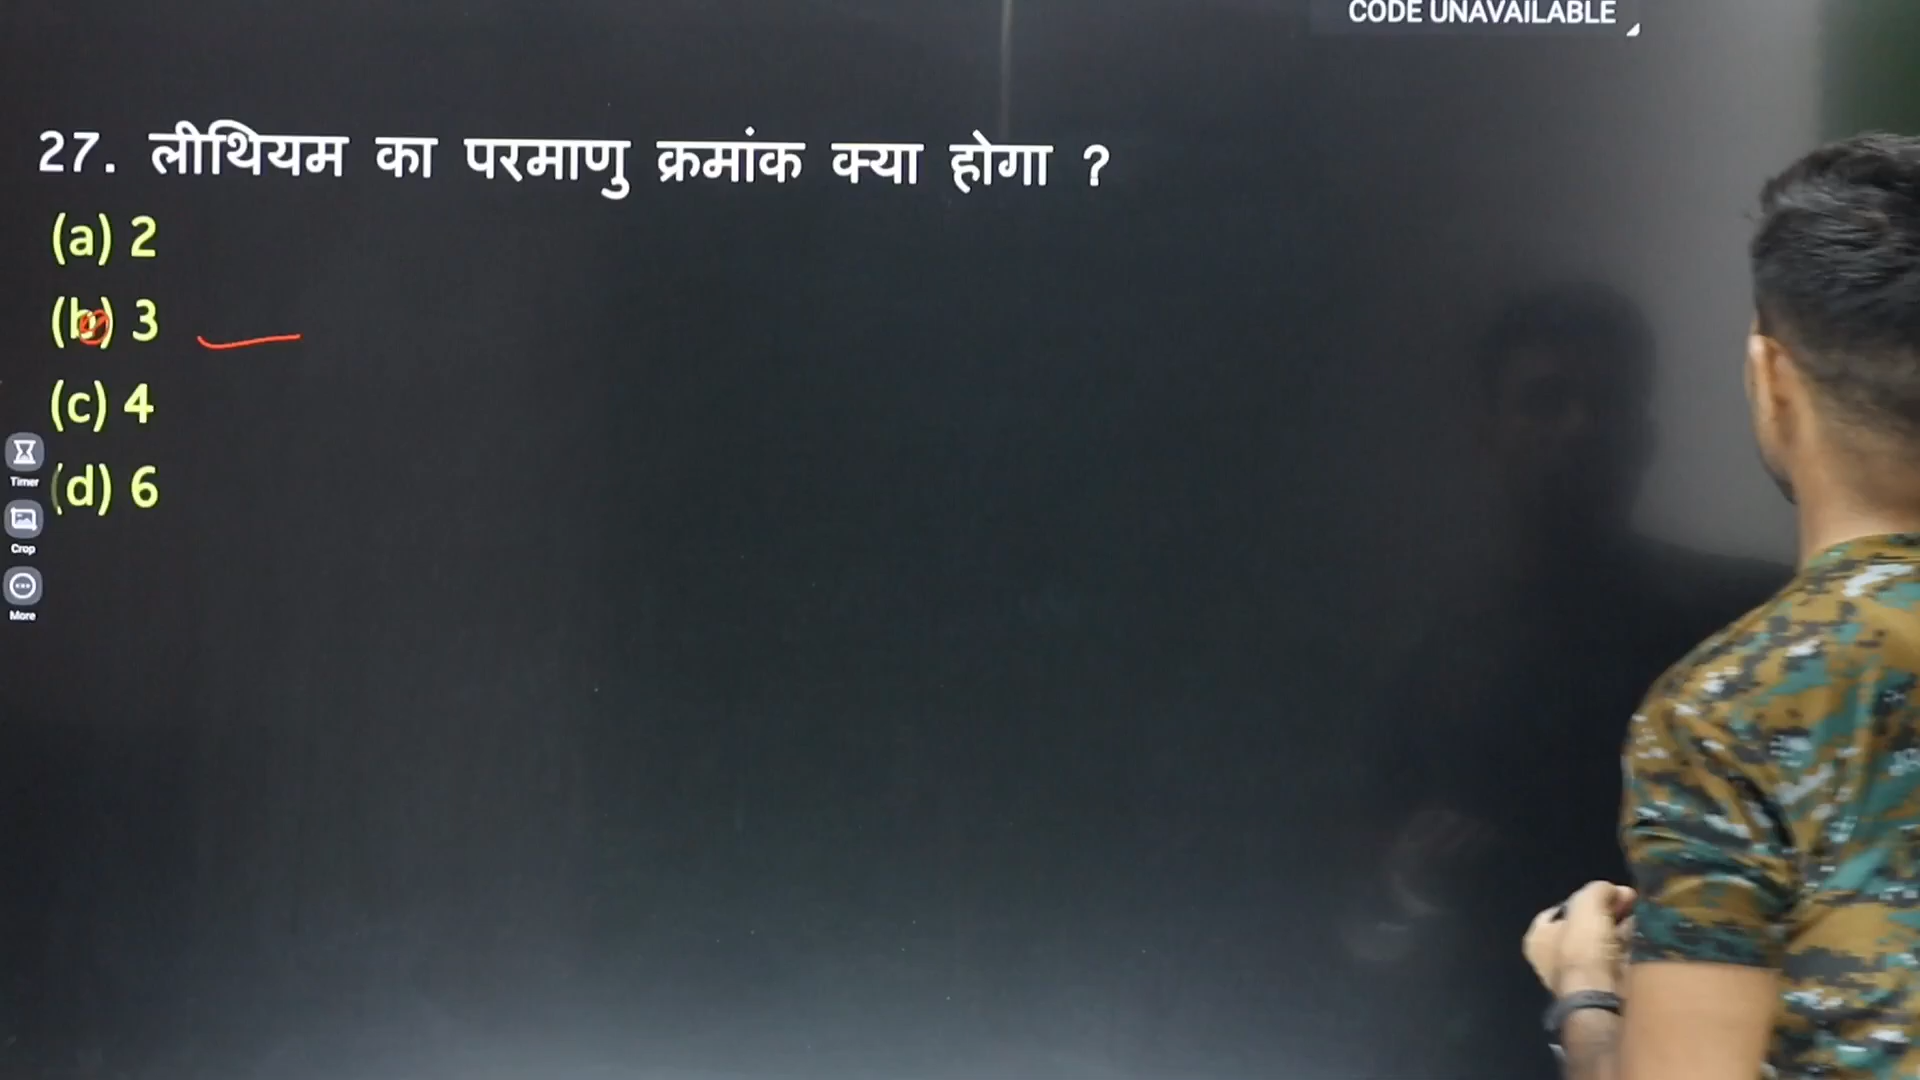 CODE UNAVAILABLE
27. लीथियम का परमाणु क्रमांक क्या होगा ?
(a) 2
(b) 3
(c) 4
(d) 6
Timer
Crop
More